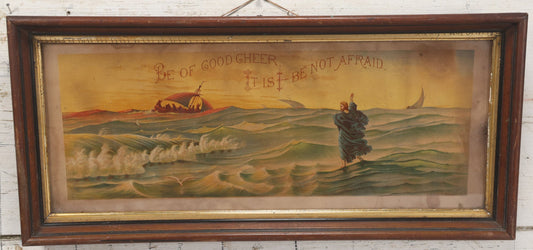 BE OF GOOD CHEER
IT IS I - BE NOT AFRAID.